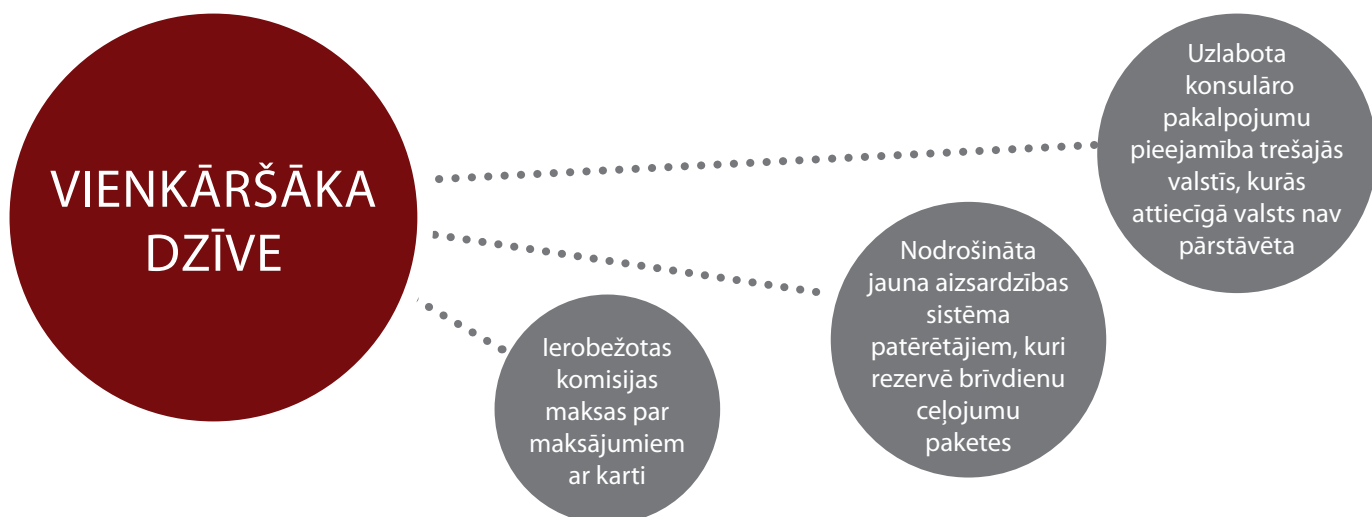 VIENKĀRŠĀKA
DZĪVE
Uzlabota
konsulāro
pakalpojumu
pieejamība trešajās
valstīs, kurās
attiecīgā valsts nav
pārstāvēta
Nodrošināta
jauna aizsardzības
sistēma
patērētājiem, kuri
rezervē brīvdienu
ceļojumu
paketes
Ierobežotas
komisijas
maksas par
maksājumiem
ar karti